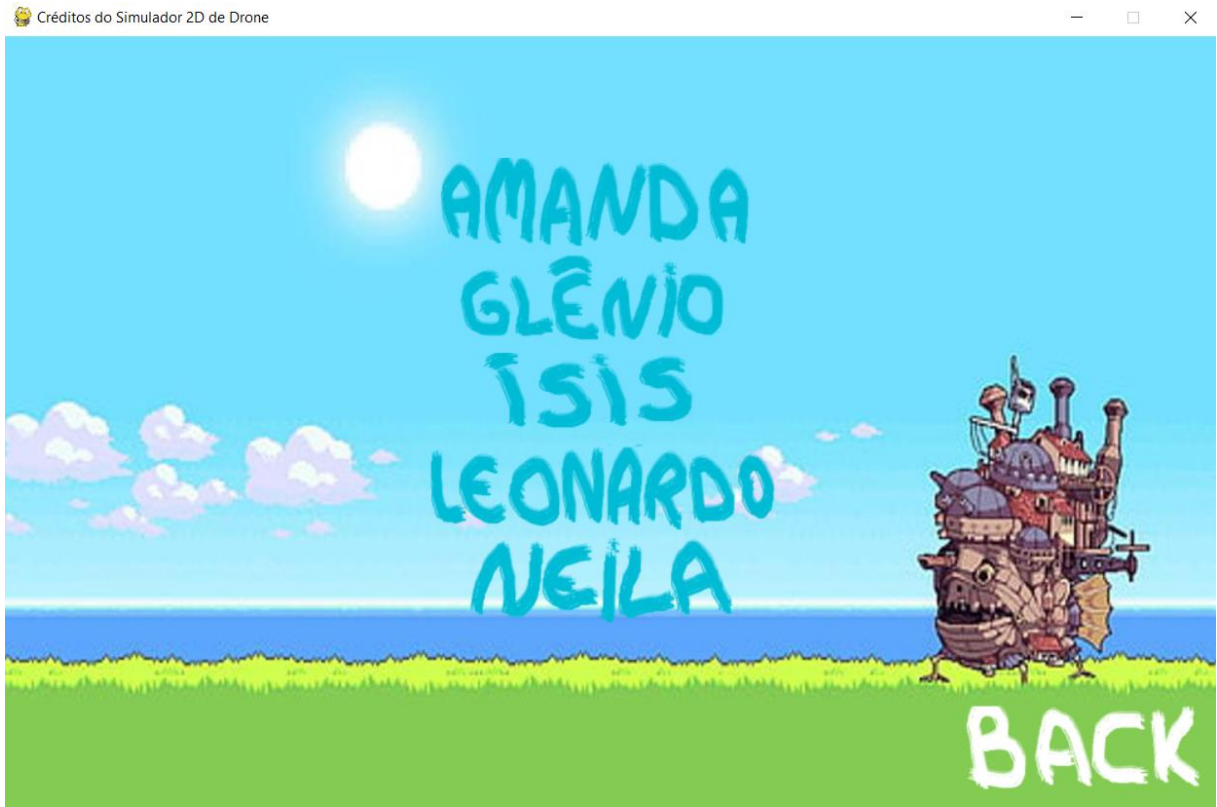 Créditos do Simulador 2D de Drone
AMANDA
GLÊNIO
ÍSIS
LEONARDO
NEILA
BACK